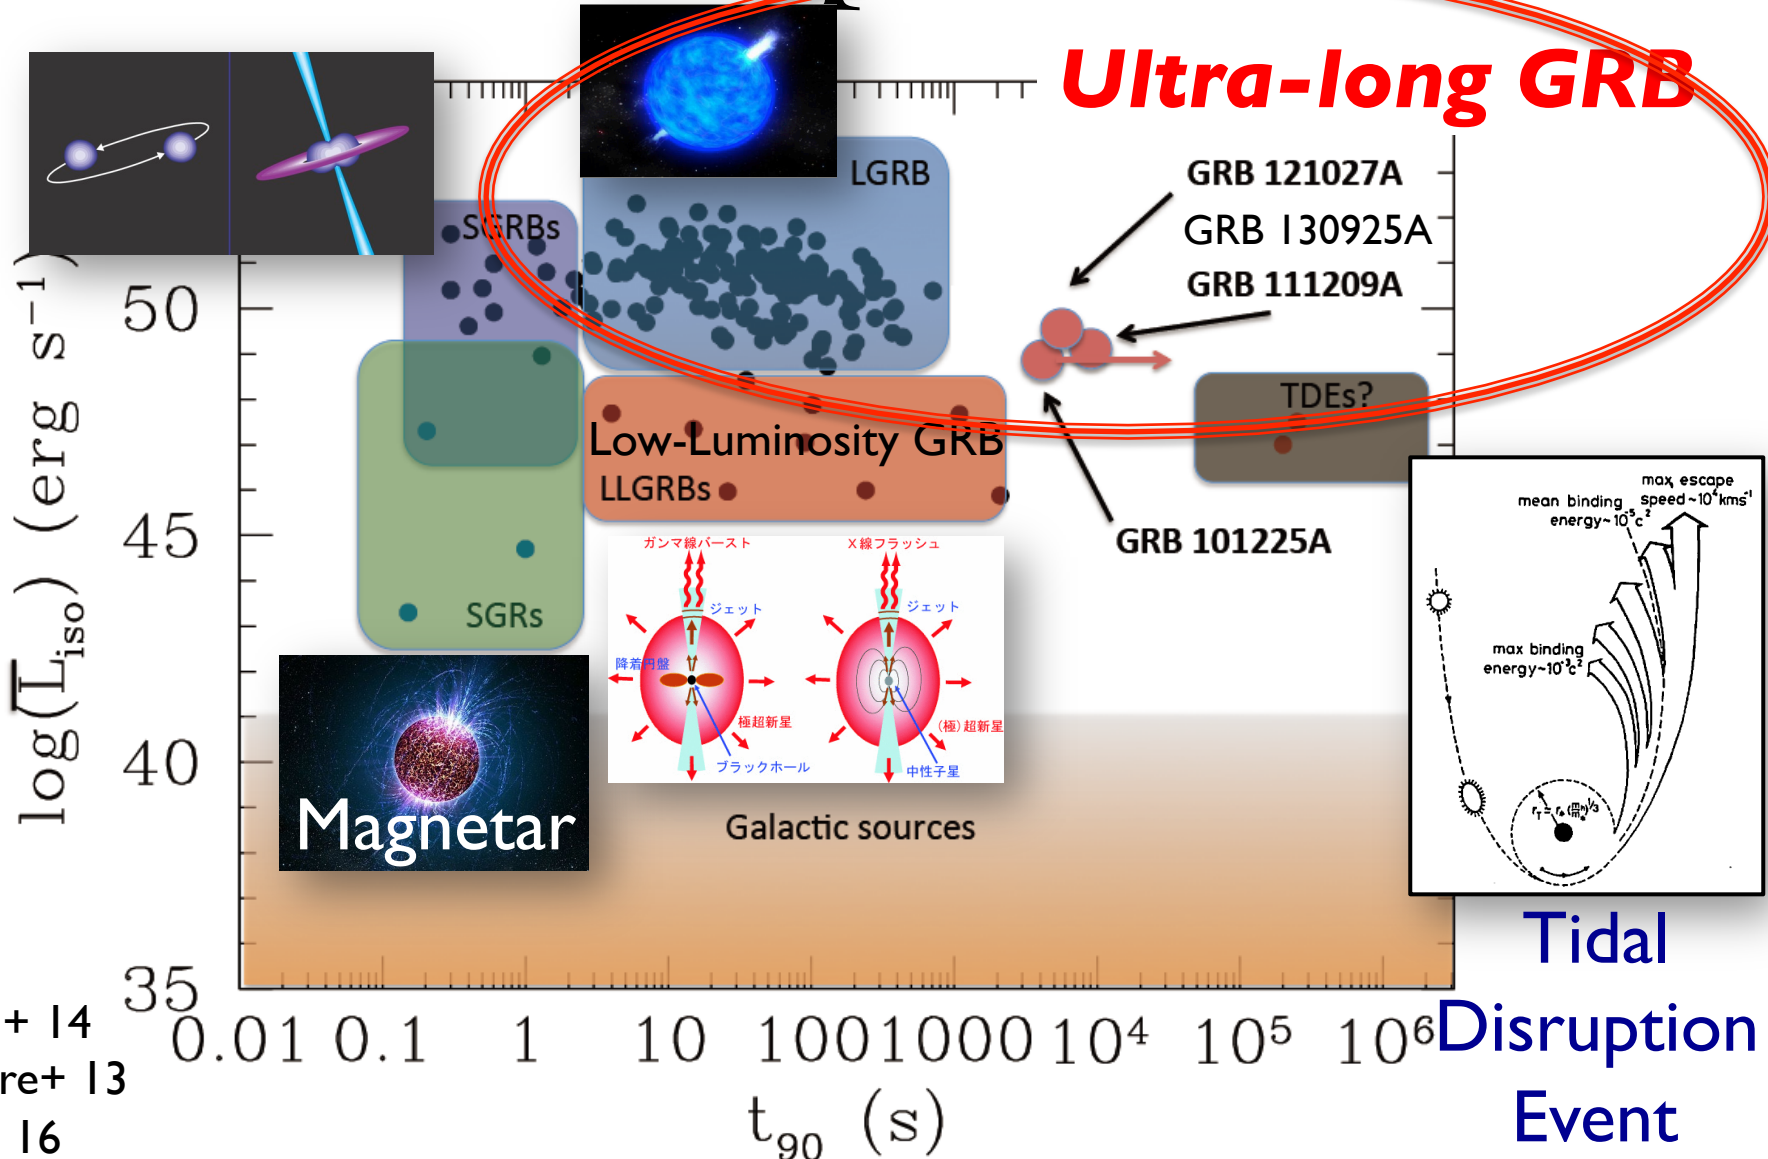 Ultra-long GRB
LGRB
SGRBs
GRB 121027A
GRB 130925A
GRB 111209A
TDEs?
Low-Luminosity GRB
LLGRBs
GRB 101225A
SGRs
Magnetar
Galactic sources
ガンマ線バースト
X線フラッシュ
ジェット
ジェット
降着円盤
極超新星
(極)超新星
ブラックホール
中性子星
max escape
speed~10⁴kms⁻¹
mean binding
energy~10⁻⁵c²
max binding
energy~10⁻³c²
Tidal
Disruption
Event
log(L̅iso) (erg s⁻¹)
50
45
40
35
0.01 0.1 1 10 100 1000 10⁴ 10⁵ 10⁶
t₉₀ (s)
+ 14
re+ 13
16